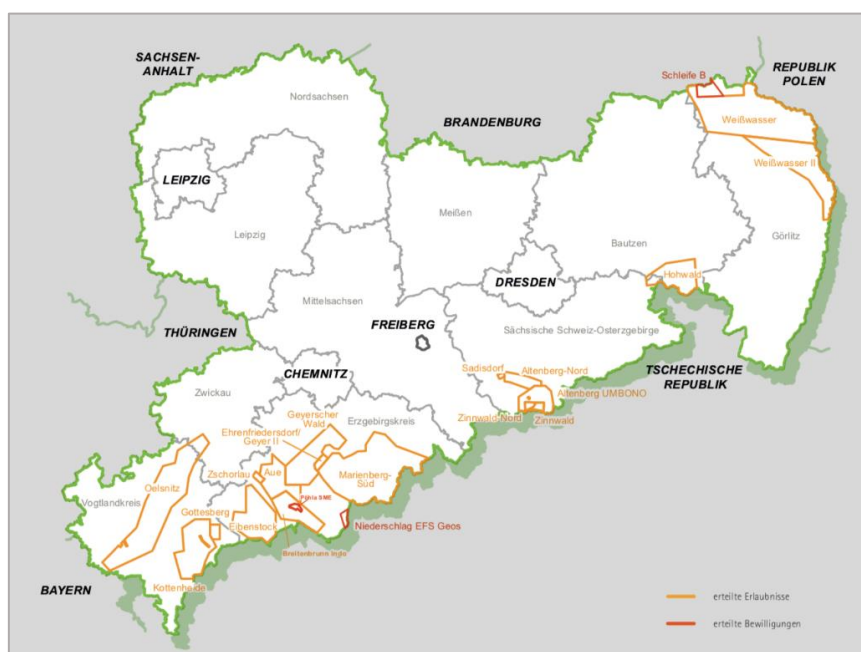 SACHSEN-
ANHALT
Nordsachsen
BRANDENBURG
Schleife B
REPUBLIK
POLEN
Weißwasser
Weißwasser II
LEIPZIG
Leipzig
Meißen
Bautzen
Görlitz
Hohwald
DRESDEN
Mittelsachsen
THÜRINGEN
FREIBERG
Sächsische Schweiz-Osterzgebirge
TSCHECHISCHE
REPUBLIK
Sadisdorf
Altenberg-Nord
Altenberg UMBONO
Zinnwald-Nord
Zinnwald
CHEMNITZ
Zwickau
Geyerscher
Wald
Erzgebirgskreis
Ehrenfriedersdorf/
Geyer II
Zschorlau
Aue
Marienberg-
Süd
Oelsnitz
Vogtlandkreis
Gottesberg
Eibenstock
Pöhla SME
Niederschlag EFS Geos
Breitenbrunn
Kottenheide
BAYERN
erteilte Erlaubnisse
erteilte Bewilligungen